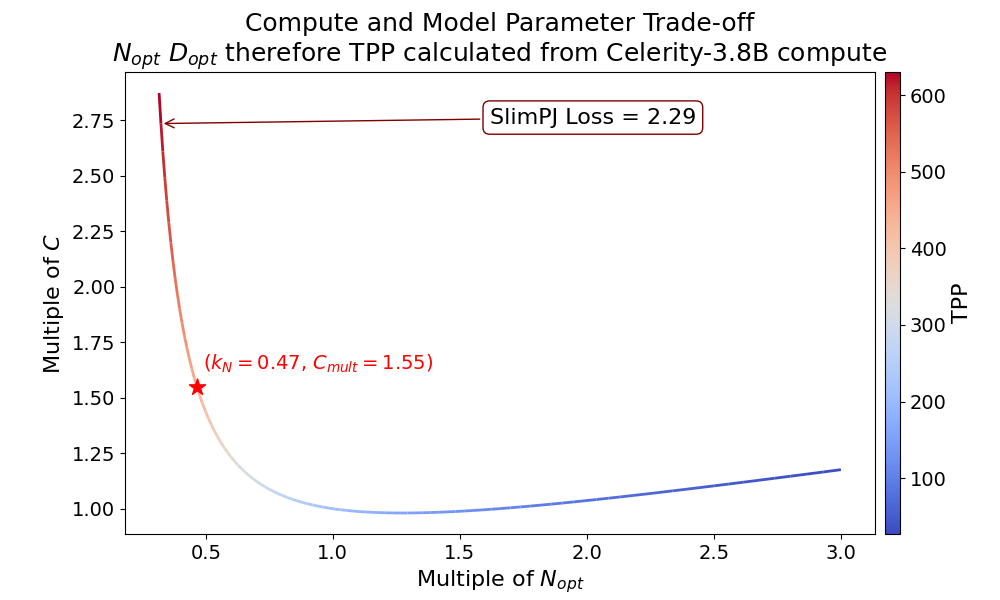 Compute and Model Parameter Trade-off
N_opt D_opt therefore TPP calculated from Celerity-3.8B compute
SlimPJ Loss = 2.29
(k_N = 0.47, C_mult = 1.55)
Multiple of C
2.75
2.50
2.25
2.00
1.75
1.50
1.25
1.00
0.5 1.0 1.5 2.0 2.5 3.0
Multiple of N_opt
600
500
400
300
200
100
TPP